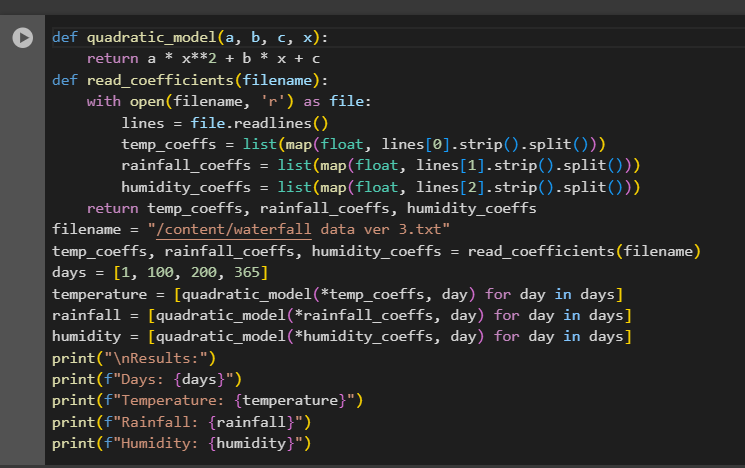 def quadratic_model(a, b, c, x):
    return a * x**2 + b * x + c
def read_coefficients(filename):
    with open(filename, 'r') as file:
        lines = file.readlines()
        temp_coeffs = list(map(float, lines[0].strip().split()))
        rainfall_coeffs = list(map(float, lines[1].strip().split()))
        humidity_coeffs = list(map(float, lines[2].strip().split()))
    return temp_coeffs, rainfall_coeffs, humidity_coeffs
filename = "/content/waterfall data ver 3.txt"
temp_coeffs, rainfall_coeffs, humidity_coeffs = read_coefficients(filename)
days = [1, 100, 200, 365]
temperature = [quadratic_model(*temp_coeffs, day) for day in days]
rainfall = [quadratic_model(*rainfall_coeffs, day) for day in days]
humidity = [quadratic_model(*humidity_coeffs, day) for day in days]
print("\nResults:")
print(f"Days: {days}")
print(f"Temperature: {temperature}")
print(f"Rainfall: {rainfall}")
print(f"Humidity: {humidity}")